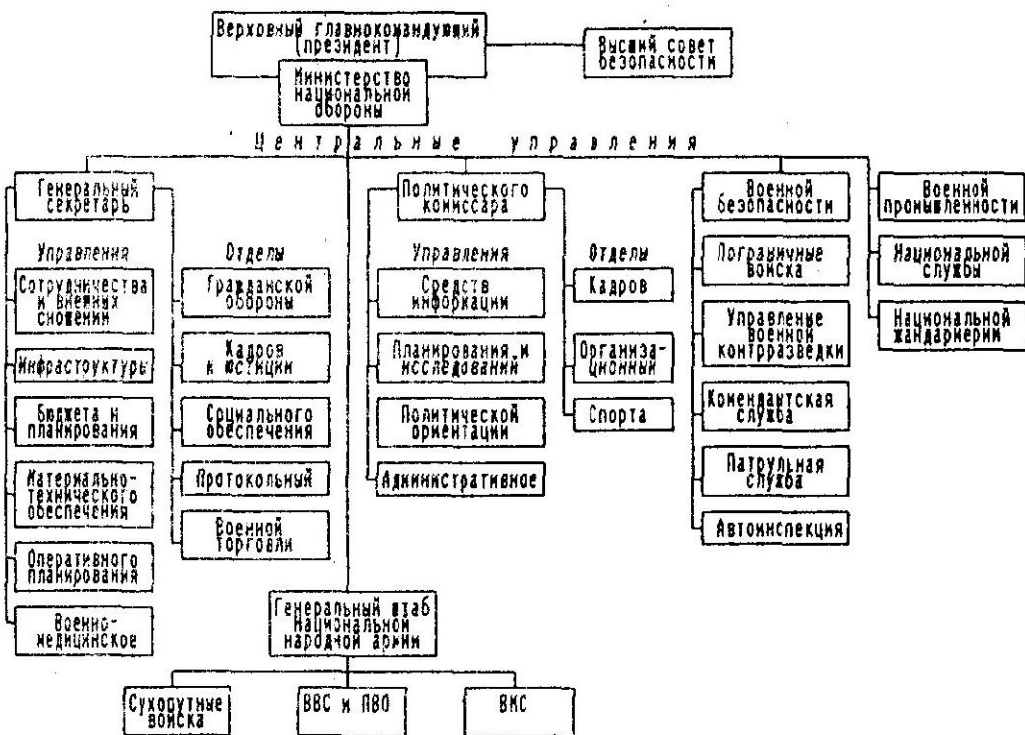 Верховный главнокомандующий
(президент)
Высший совет
безопасности
Министерство
национальной
обороны
Центральные управления
Генеральный
секретарь
Политического
комиссара
Военной
безопасности
Военной
промышленности
Управления
Отделы
Управления
Отделы
Сотрудничества
и внешних
сношений
Инфраструктуры
Бюджета и
планирования
Материально-
технического
обеспечения
Оперативного
планирования
Военно-
медицинское
Гражданской
обороны
Кадров
и юстиции
Социального
обеспечения
Протокольный
Военной
торговли
Средств
информации
Планирования и
исследований
Политической
ориентации
Административное
Кадров
Организа-
ционный
Спорта
Пограничные
войска
Управление
военной
контрразведки
Комендантская
служба
Патрульная
служба
Автоинспекция
Национальной
службы
Национальной
жандармерии
Генеральный штаб
Национальной
народной армии
Сухопутные
войска
ВВС и ПВО
ВМС